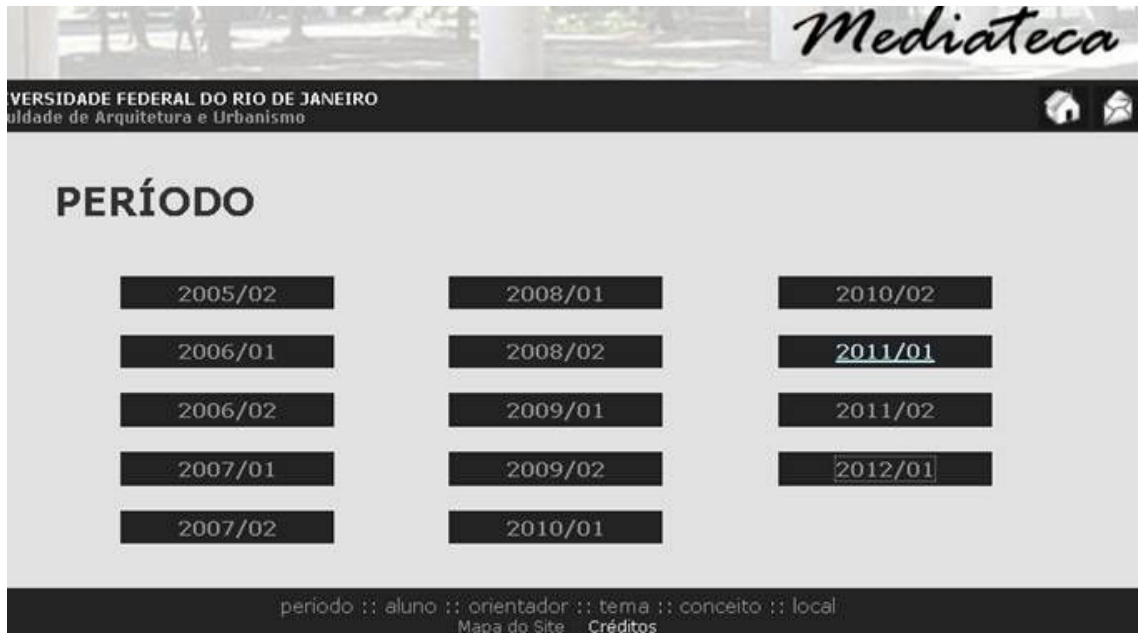 Mediateca
VERSIDADE FEDERAL DO RIO DE JANEIRO
uldade de Arquitetura e Urbanismo
PERÍODO
2005/02 2008/01 2010/02
2006/01 2008/02 2011/01
2006/02 2009/01 2011/02
2007/01 2009/02 2012/01
2007/02 2010/01
período :: aluno :: orientador :: tema :: conceito :: local
Mapa do Site Créditos